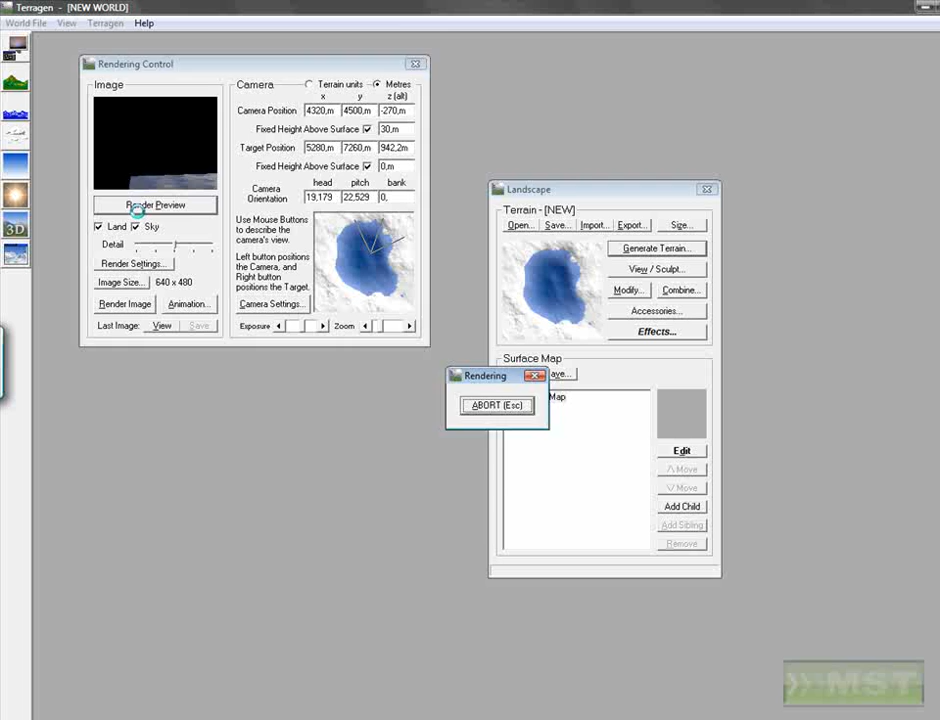 Terragen - [NEW WORLD]
World File View Terragen Help
Rendering Control
Image
Render Preview
Land Sky
Detail
Render Settings...
Image Size... 640 x 480
Render Image Animation...
Last Image: View Save
Camera Terrain units Metres
x y z (alt)
Camera Position 4320,m 4500,m -270,m
Fixed Height Above Surface 30,m
Target Position 5280,m 7260,m 942,2m
Fixed Height Above Surface 0,m
head pitch bank
Camera Orientation 19,179 22,529 0,
Use Mouse Buttons
to describe the
camera's view.
Left button
positions the
Camera, and
Right button
positions the Target.
Camera Settings...
Exposure Zoom
Landscape
Terrain - [NEW]
Open... Save... Import... Export... Size...
Generate Terrain...
View / Sculpt...
Modify... Combine...
Accessories...
Effects...
Surface Map
ave...
Map
Edit
/\ Move
\/ Move
Add Child
Add Sibling
Remove
Rendering
ABORT (Esc)
3D
>> MST